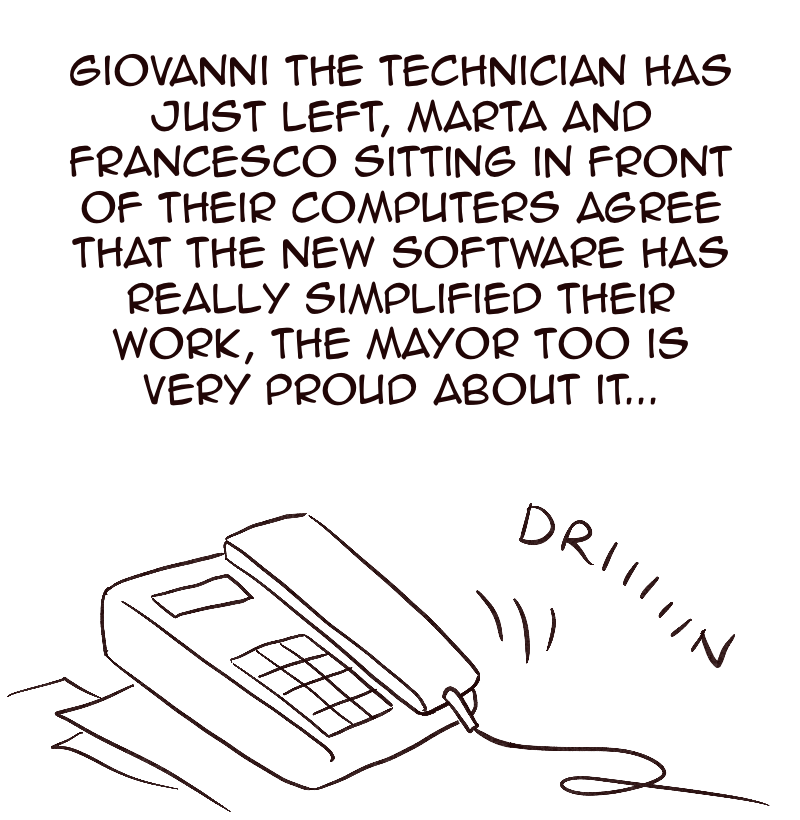 GIOVANNI THE TECHNICIAN HAS
JUST LEFT, MARTA AND
FRANCESCO SITTING IN FRONT
OF THEIR COMPUTERS AGREE
THAT THE NEW SOFTWARE HAS
REALLY SIMPLIFIED THEIR
WORK, THE MAYOR TOO IS
VERY PROUD ABOUT IT...
DRIIIIIN